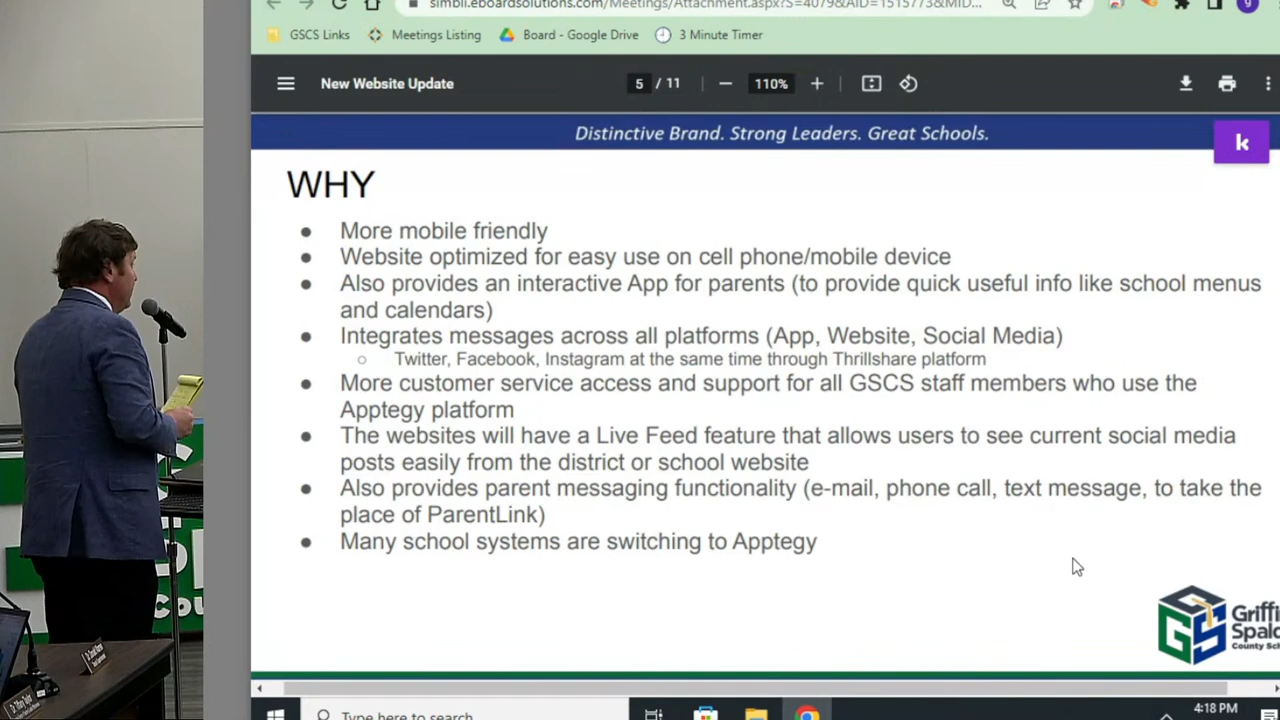 simbli.eboardsolutions.com/Meetings/Attachment.aspx?S=4079&AID=1515773&MID...
GSCS Links
Meetings Listing
Board - Google Drive
3 Minute Timer
New Website Update
5 / 11
110%
Distinctive Brand. Strong Leaders. Great Schools.
k
WHY
● More mobile friendly
● Website optimized for easy use on cell phone/mobile device
● Also provides an interactive App for parents (to provide quick useful info like school menus
and calendars)
● Integrates messages across all platforms (App, Website, Social Media)
○ Twitter, Facebook, Instagram at the same time through Thrillshare platform
● More customer service access and support for all GSCS staff members who use the
Apptegy platform
● The websites will have a Live Feed feature that allows users to see current social media
posts easily from the district or school website
● Also provides parent messaging functionality (e-mail, phone call, text message, to take the
place of ParentLink)
● Many school systems are switching to Apptegy
GS
Griffi
Spald
County Sch
Type here to search
4:18 PM